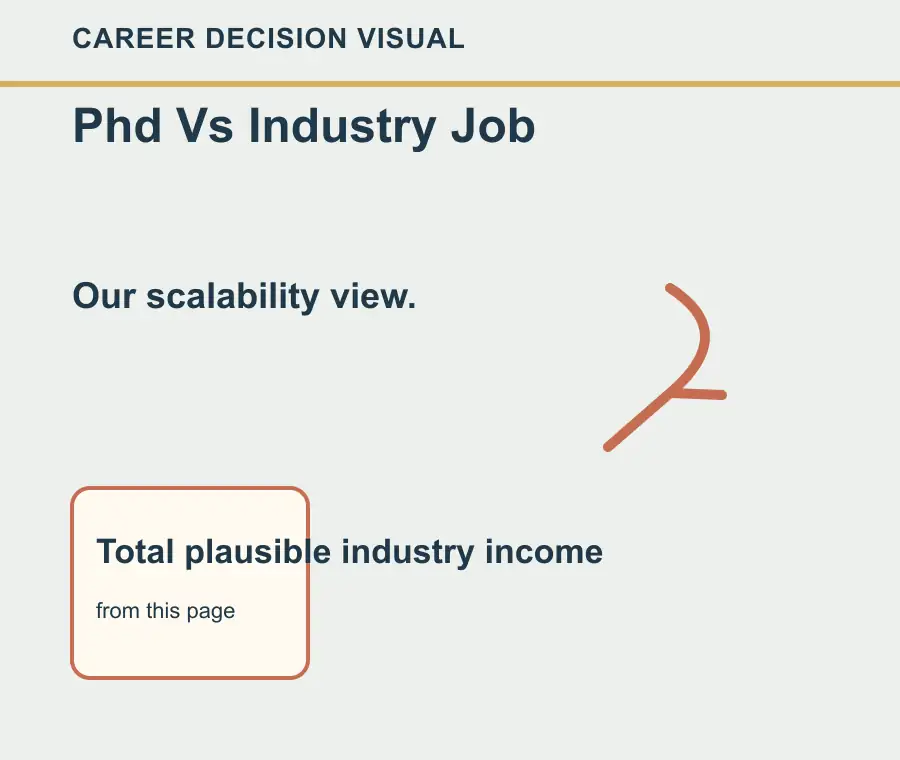 CAREER DECISION VISUAL
Phd Vs Industry Job
Our scalability view.
Total plausible industry income
from this page